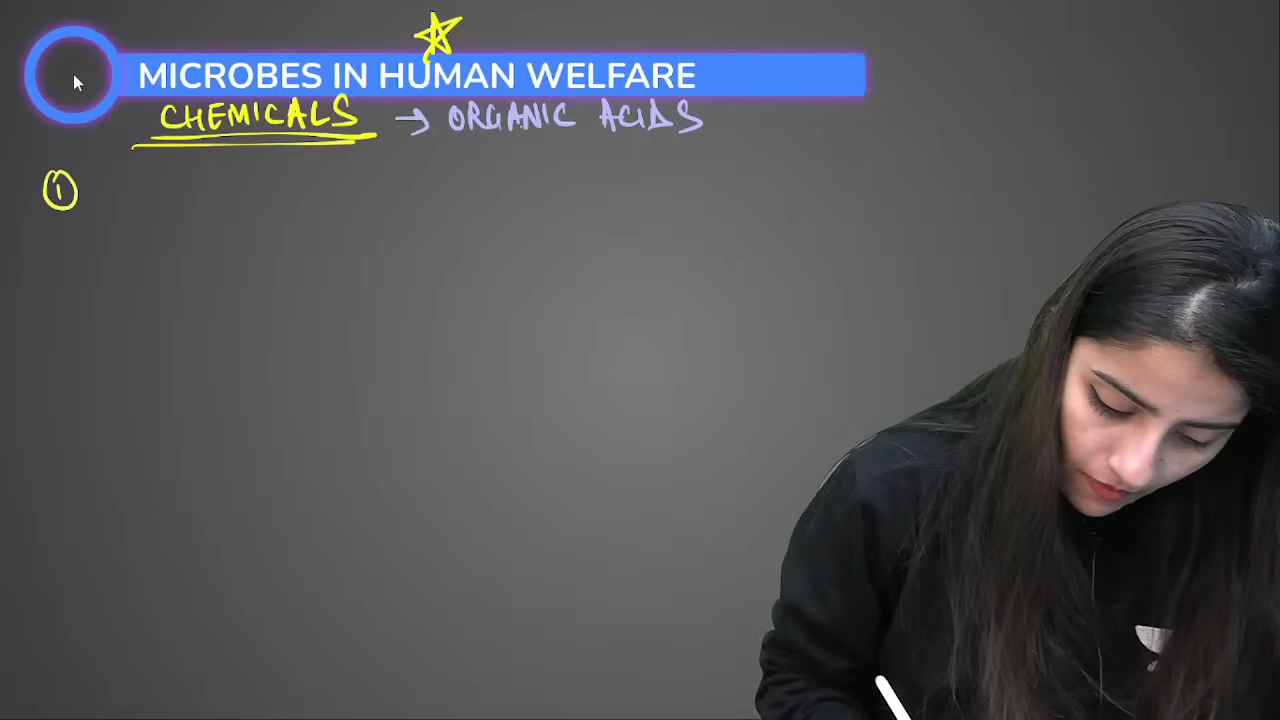 MICROBES IN HUMAN WELFARE
CHEMICALS → ORGANIC ACIDS
①